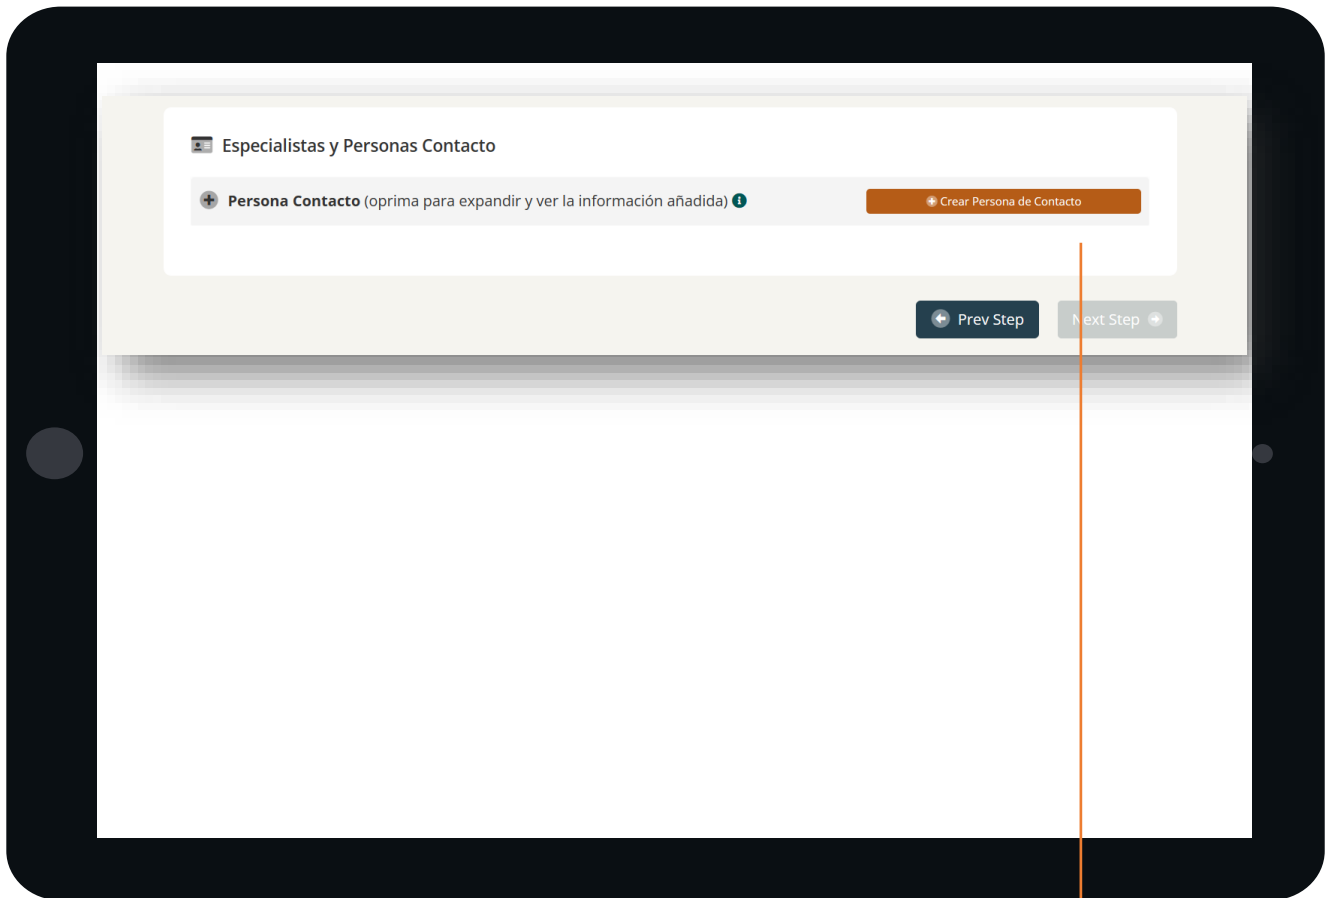 Especialistas y Personas Contacto
Persona Contacto (oprima para expandir y ver la información añadida)
Crear Persona de Contacto
Prev Step
Next Step